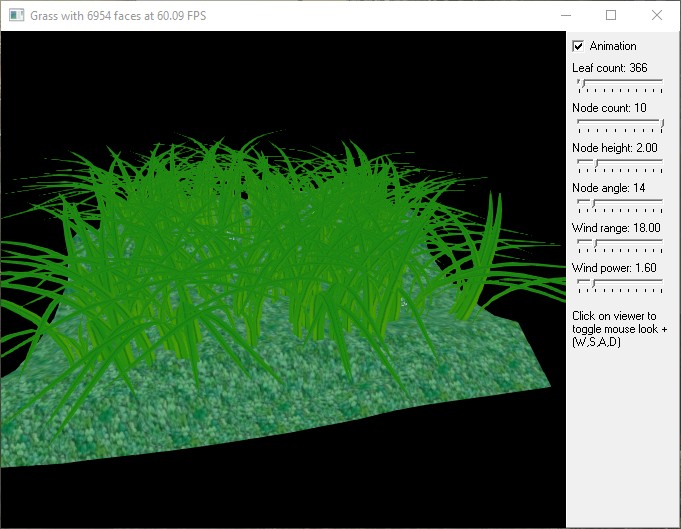 Grass with 6954 faces at 60.09 FPS
Animation
Leaf count: 366
Node count: 10
Node height: 2.00
Node angle: 14
Wind range: 18.00
Wind power: 1.60
Click on viewer to
toggle mouse look +
(W,S,A,D)